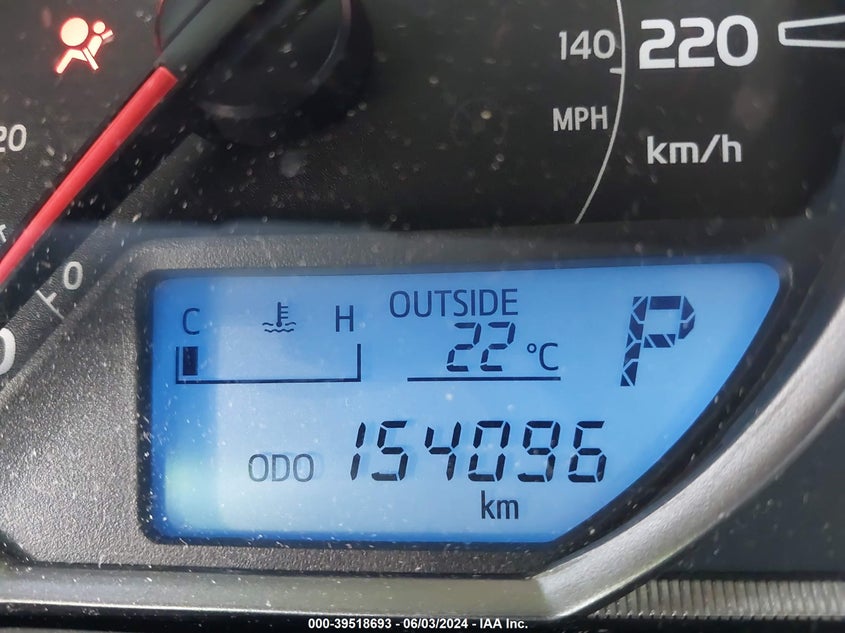 140 220
MPH
km/h
20
0
C H OUTSIDE
22 °C
P
ODO 154096
km
000-39518693 - 06/03/2024 - IAA Inc.